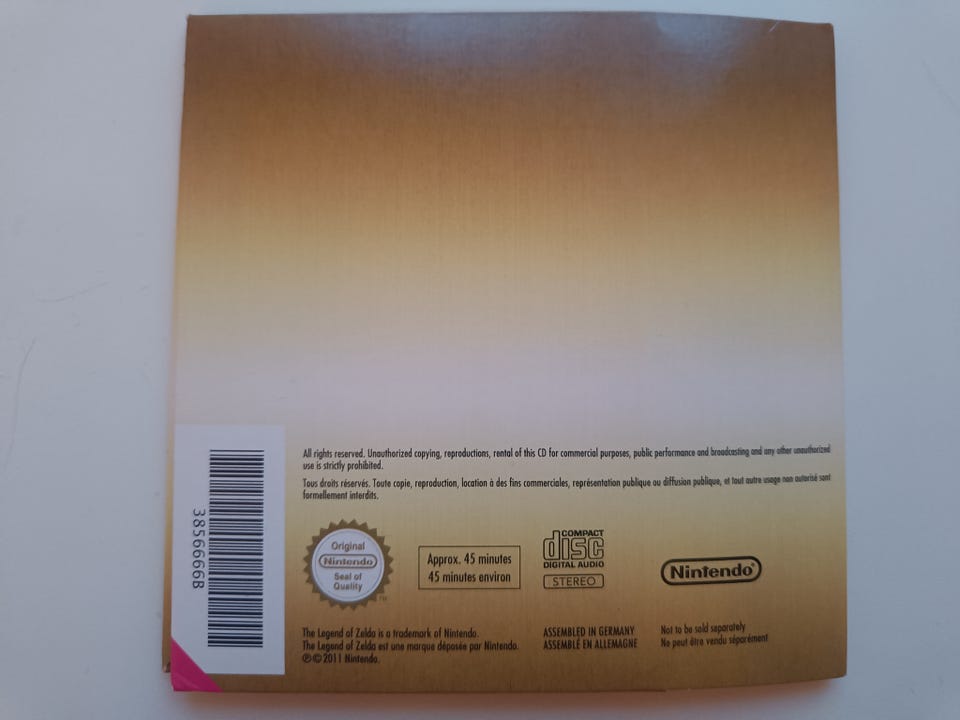 All rights reserved. Unauthorized copying, reproductions, rental of this CD for commercial purposes, public performance and broadcasting and any other unauthorized
use is strictly prohibited.
Tous droits réservés. Toute copie, reproduction, location à des fins commerciales, représentation publique ou diffusion publique, et tout autre usage non autorisé sont
formellement interdits.
3856666B
Original
Nintendo
Seal of
Quality
TM
Approx. 45 minutes
45 minutes environ
COMPACT
disc
DIGITAL AUDIO
STEREO
Nintendo®
The Legend of Zelda is a trademark of Nintendo.
The Legend of Zelda est une marque déposée par Nintendo.
℗©2011 Nintendo.
ASSEMBLED IN GERMANY
ASSEMBLÉ EN ALLEMAGNE
Not to be sold separately
Ne peut être vendu séparément